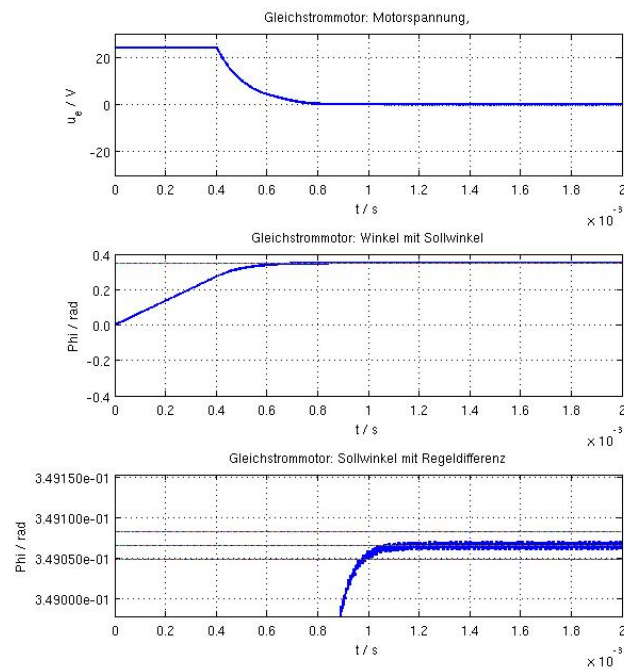 Gleichstrommotor: Motorspannung,
u_e / V
20
0
-20
0 0.2 0.4 0.6 0.8 1 1.2 1.4 1.6 1.8 2
t / s
x 10^-3
Gleichstrommotor: Winkel mit Sollwinkel
Phi / rad
0.4
0.2
0.0
-0.2
-0.4
0 0.2 0.4 0.6 0.8 1 1.2 1.4 1.6 1.8 2
t / s
x 10^-3
Gleichstrommotor: Sollwinkel mit Regeldifferenz
Phi / rad
3.49150e-01
3.49100e-01
3.49050e-01
3.49000e-01
0 0.2 0.4 0.6 0.8 1 1.2 1.4 1.6 1.8 2
t / s
x 10^-3